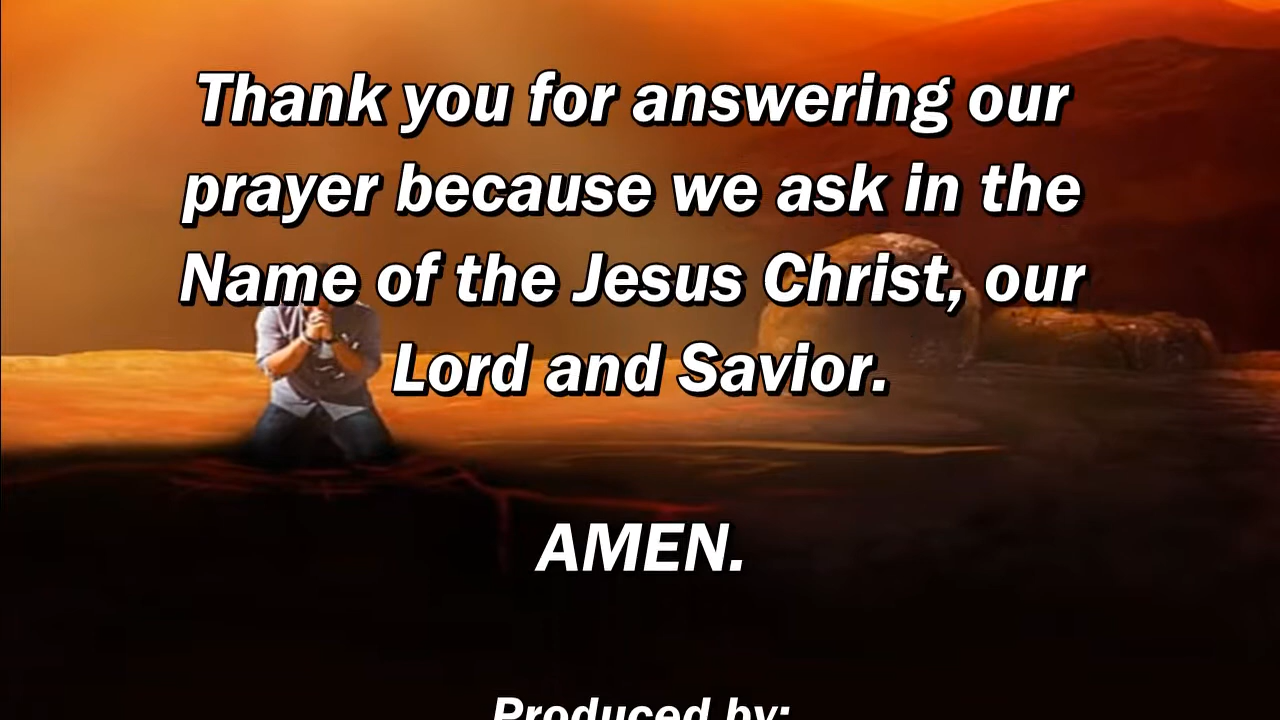 Thank you for answering our
prayer because we ask in the
Name of the Jesus Christ, our
Lord and Savior.
AMEN.
Produced by: